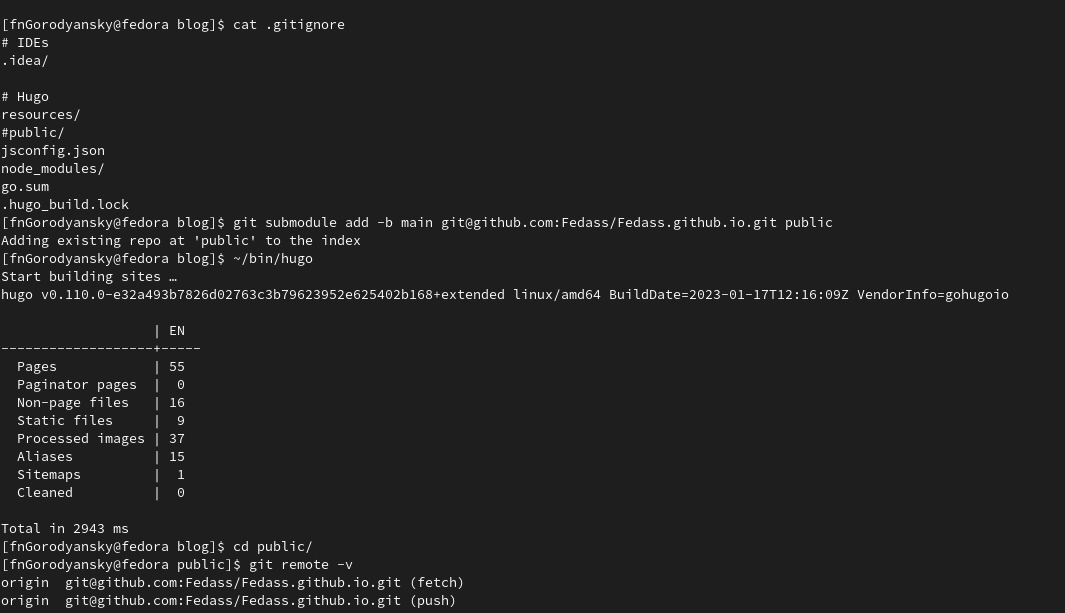 [fnGorodyansky@fedora blog]$ cat .gitignore
# IDEs
.idea/

# Hugo
resources/
#public/
jsconfig.json
node_modules/
go.sum
.hugo_build.lock
[fnGorodyansky@fedora blog]$ git submodule add -b main git@github.com:Fedass/Fedass.github.io.git public
Adding existing repo at 'public' to the index
[fnGorodyansky@fedora blog]$ ~/bin/hugo
Start building sites …
hugo v0.110.0-e32a493b7826d02763c3b79623952e625402b168+extended linux/amd64 BuildDate=2023-01-17T12:16:09Z VendorInfo=gohugoio

                   | EN
-------------------+-----
  Pages            | 55
  Paginator pages  |  0
  Non-page files   | 16
  Static files     |  9
  Processed images | 37
  Aliases          | 15
  Sitemaps         |  1
  Cleaned          |  0

Total in 2943 ms
[fnGorodyansky@fedora blog]$ cd public/
[fnGorodyansky@fedora public]$ git remote -v
origin  git@github.com:Fedass/Fedass.github.io.git (fetch)
origin  git@github.com:Fedass/Fedass.github.io.git (push)